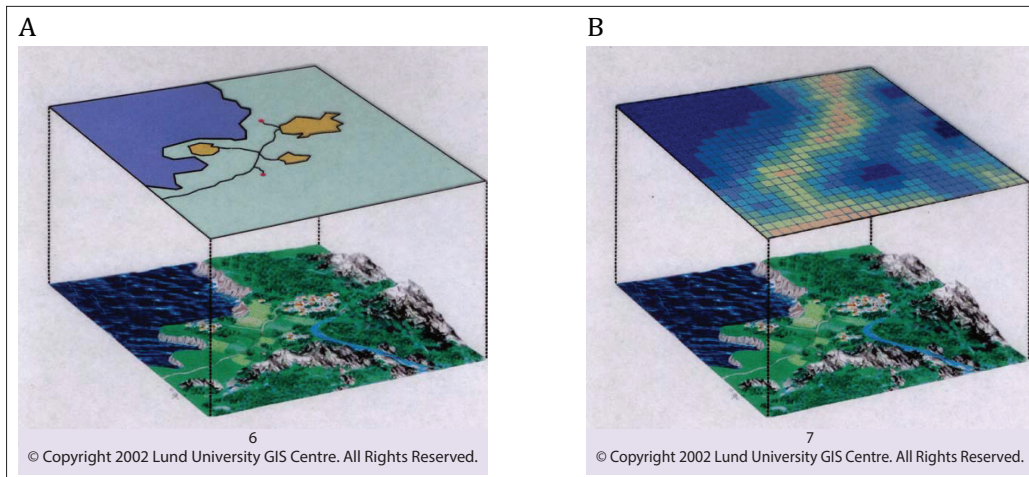 A
B
6
© Copyright 2002 Lund University GIS Centre. All Rights Reserved.
7
© Copyright 2002 Lund University GIS Centre. All Rights Reserved.